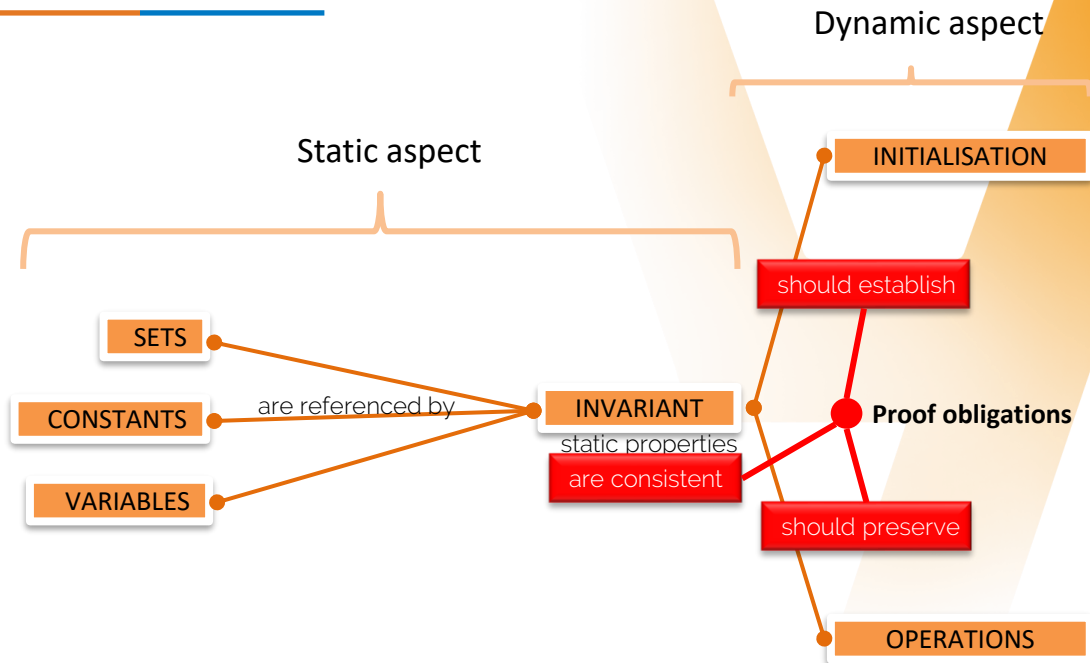 Dynamic aspect
Static aspect
INITIALISATION
should establish
SETS
are referenced by
CONSTANTS
INVARIANT
Proof obligations
static properties
are consistent
VARIABLES
should preserve
OPERATIONS